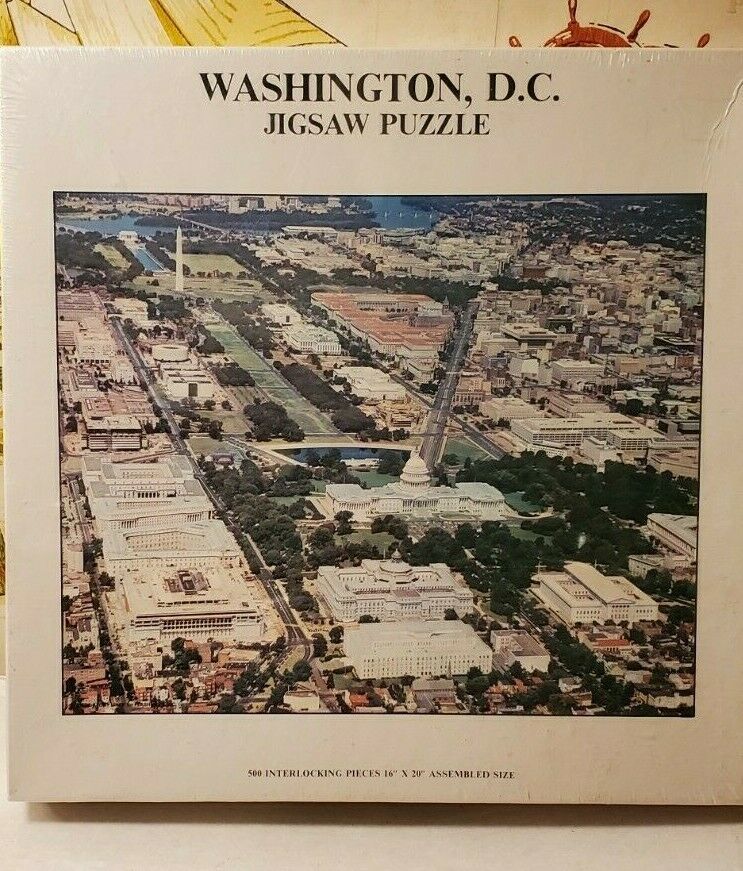 WASHINGTON, D.C.
JIGSAW PUZZLE
500 INTERLOCKING PIECES 16" X 20" ASSEMBLED SIZE